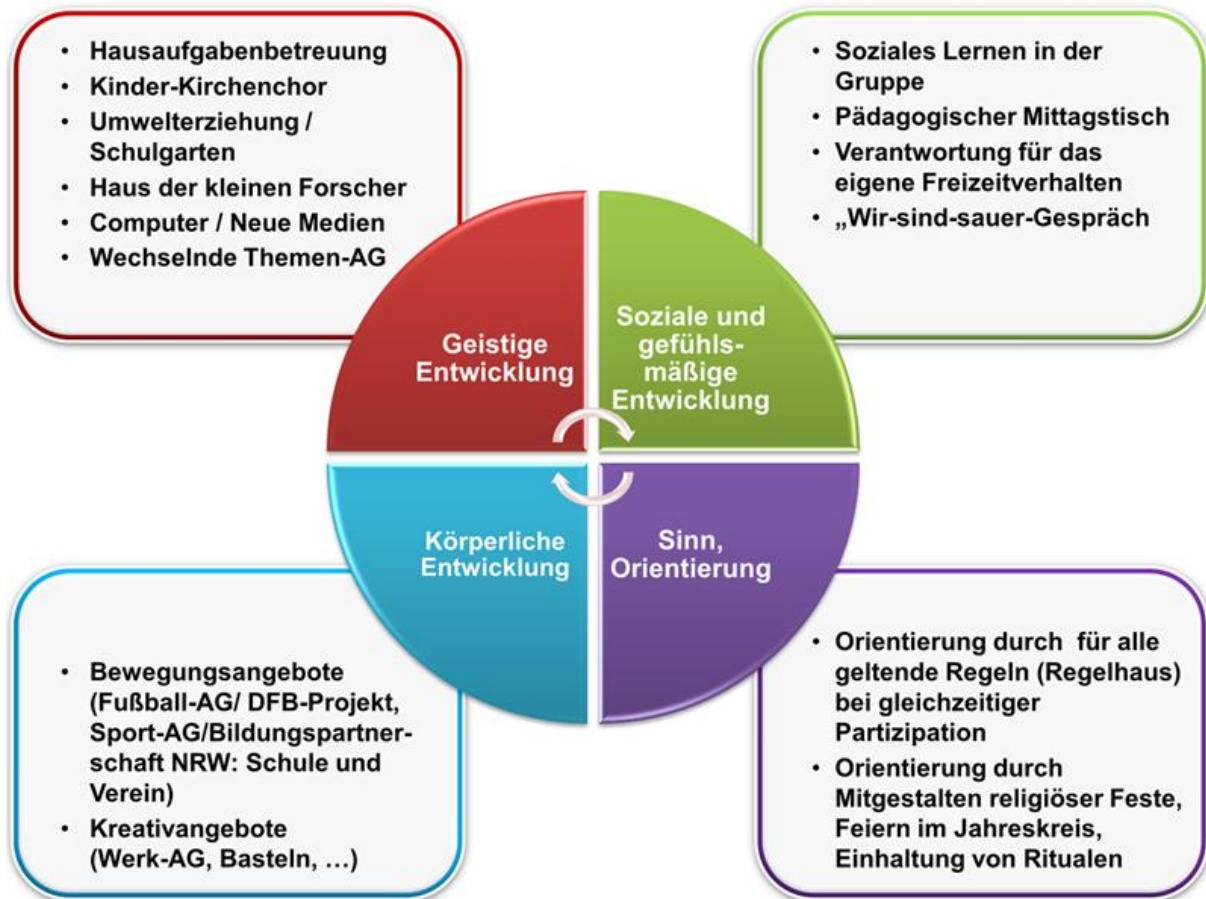 • Hausaufgabenbetreuung
• Kinder-Kirchenchor
• Umwelterziehung /
Schulgarten
• Haus der kleinen Forscher
• Computer / Neue Medien
• Wechselnde Themen-AG
• Soziales Lernen in der
Gruppe
• Pädagogischer Mittagstisch
• Verantwortung für das
eigene Freizeitverhalten
• „Wir-sind-sauer-Gespräch
Geistige
Entwicklung
Soziale und
gefühls-
mäßige
Entwicklung
Körperliche
Entwicklung
Sinn,
Orientierung
• Bewegungsangebote
(Fußball-AG/ DFB-Projekt,
Sport-AG/Bildungspartner-
schaft NRW: Schule und
Verein)
• Kreativangebote
(Werk-AG, Basteln, …)
• Orientierung durch für alle
geltende Regeln (Regelhaus)
bei gleichzeitiger
Partizipation
• Orientierung durch
Mitgestalten religiöser Feste,
Feiern im Jahreskreis,
Einhaltung von Ritualen